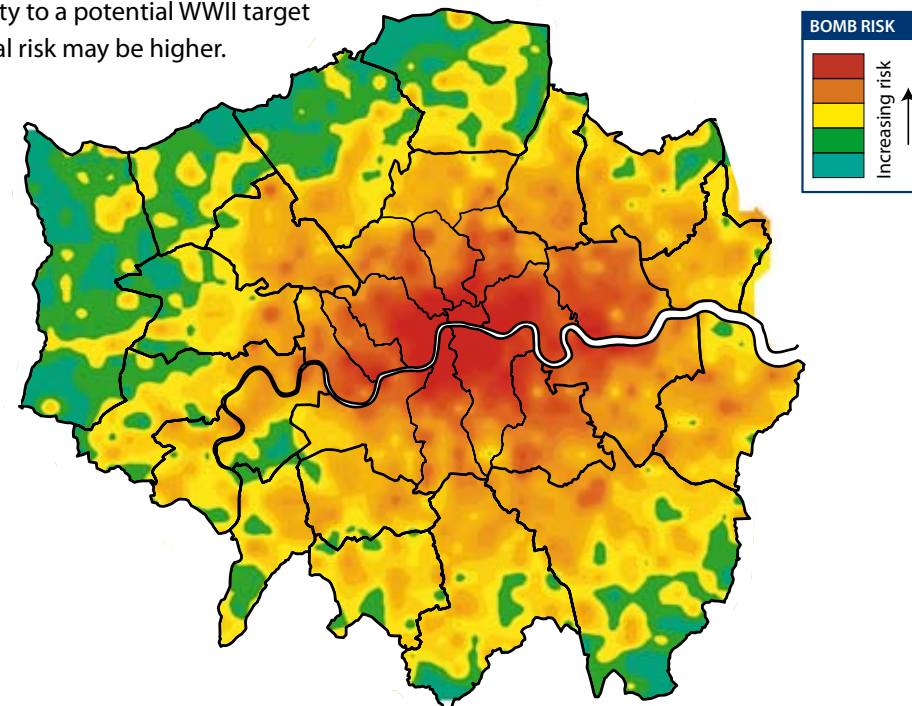 ty to a potential WWII target
al risk may be higher.
BOMB RISK
Increasing risk